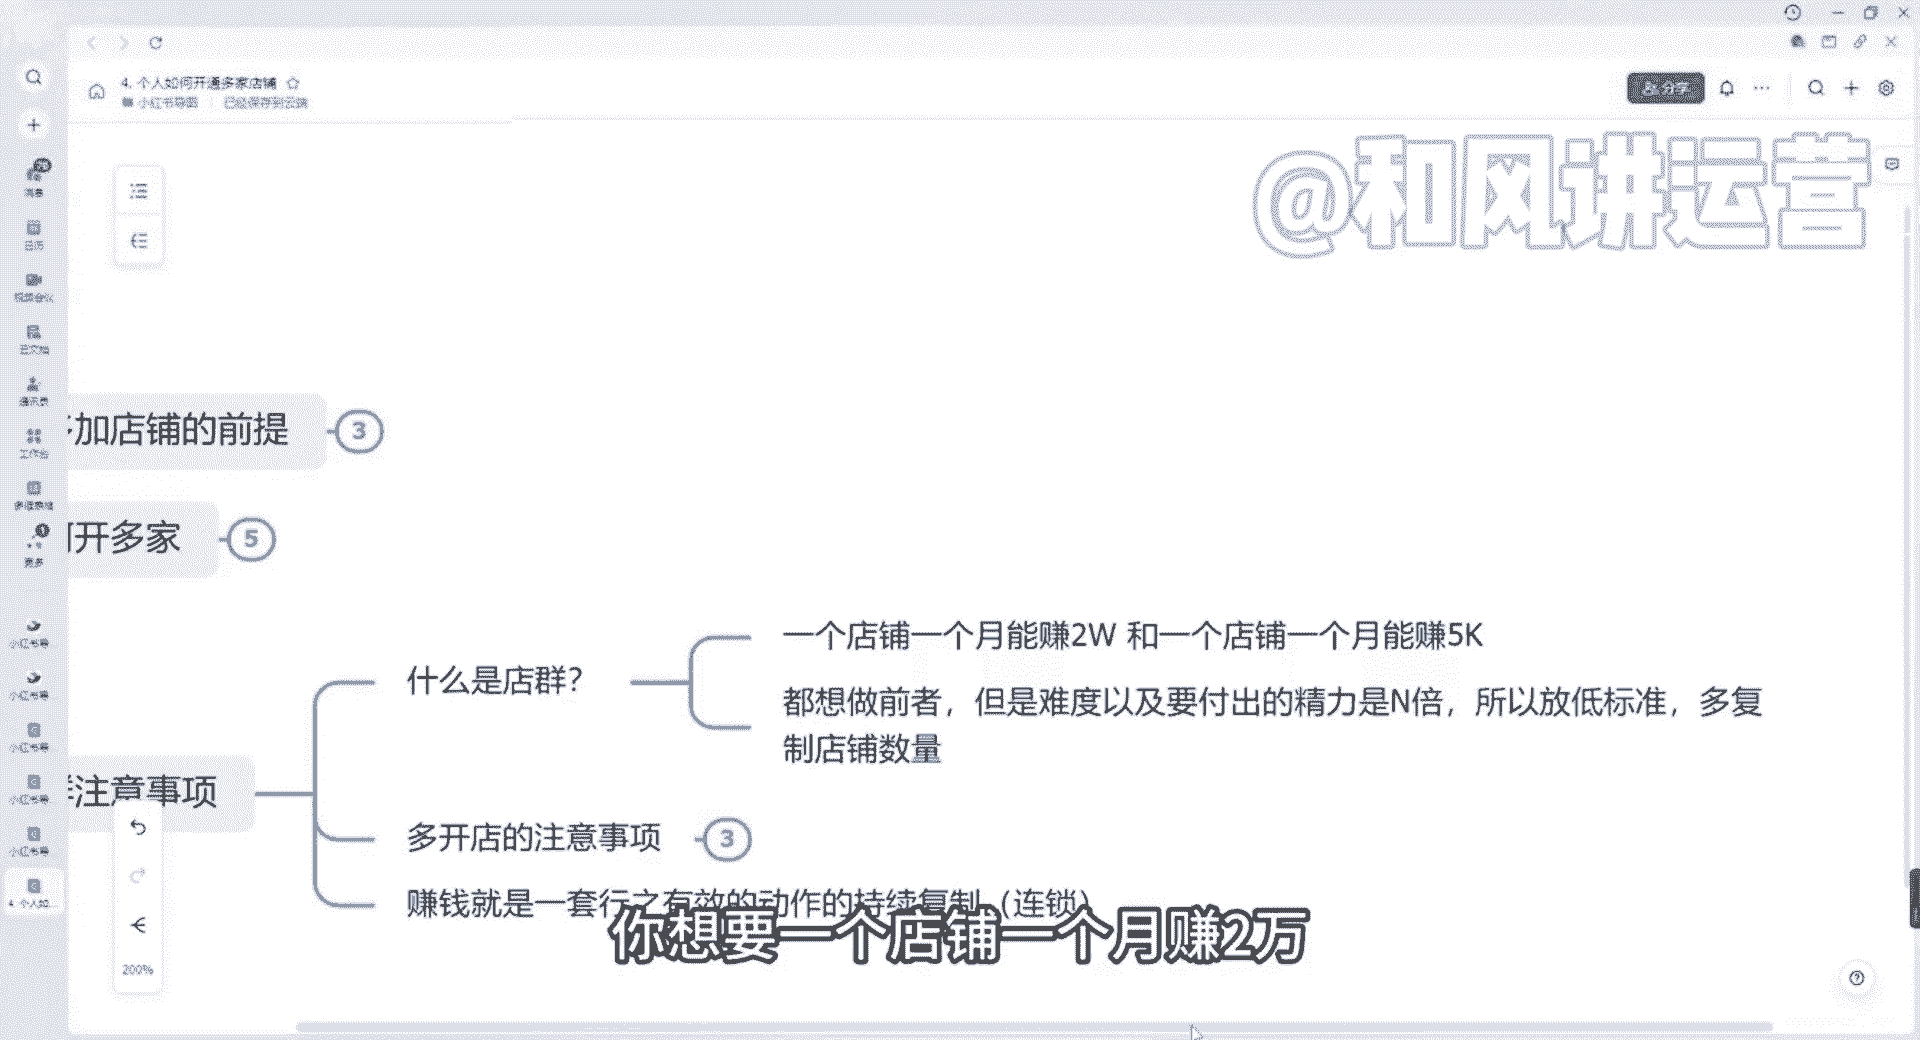 4. 个人如何开通多家店铺
小红书导图
已经保存到云端
分享
@和风讲运营
消息
日历
视频会议
云文档
通讯录
工作台
多维表格
更多
小红书导
小红书导
小红书导
小红书导
小红书导
4. 个人如...
加店铺的前提
3
开多家
5
什么是店群?
一个店铺一个月能赚2W 和一个店铺一个月能赚5K
都想做前者，但是难度以及要付出的精力是N倍，所以放低标准，多复
制店铺数量
注意事项
多开店的注意事项
3
赚钱就是一套行之有效的动作的持续复制（连锁）
你想要一个店铺一个月赚2万
200%